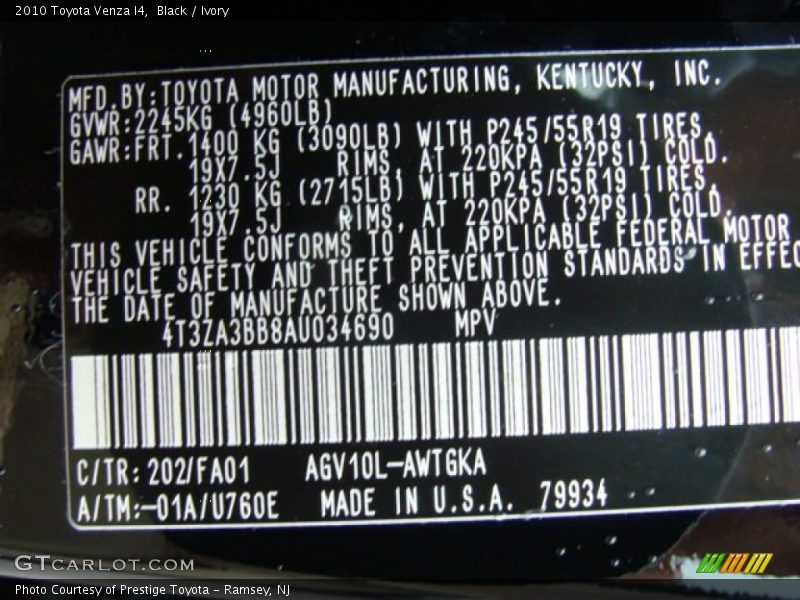 2010 Toyota Venza I4,  Black / Ivory
MFD.BY:TOYOTA MOTOR MANUFACTURING, KENTUCKY, INC.
GVWR:2245KG (4960LB)
GAWR:FRT.1400 KG (3090LB) WITH P245/55R19 TIRES,
19X7.5J RIMS, AT 220KPA (32PSI) COLD.
RR. 1230 KG (2715LB) WITH P245/55R19 TIRES,
19X7.5J RIMS, AT 220KPA (32PSI) COLD.
THIS VEHICLE CONFORMS TO ALL APPLICABLE FEDERAL MOTOR
VEHICLE SAFETY AND THEFT PREVENTION STANDARDS IN EFFEC
THE DATE OF MANUFACTURE SHOWN ABOVE.
4T3ZA3BB8AU034690 MPV
C/TR:202/FA01 AGV10L-AWTGKA
A/TM:-01A/U760E MADE IN U.S.A. 79934
GTCARLOT.COM
Photo Courtesy of Prestige Toyota - Ramsey, NJ